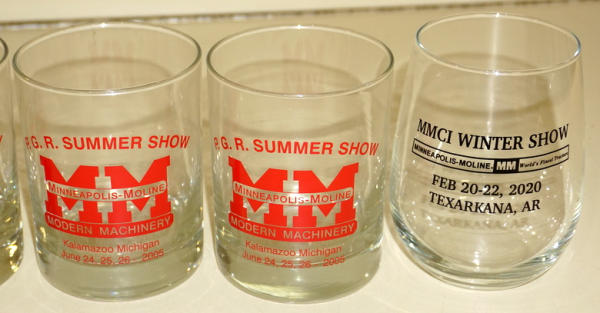 P. G. R. SUMMER SHOW
MM
MINNEAPOLIS-MOLINE
MODERN MACHINERY
Kalamazoo Michigan
June 24, 25, 26 - 2005
P. G. R. SUMMER SHOW
MM
MINNEAPOLIS-MOLINE
MODERN MACHINERY
Kalamazoo Michigan
June 24, 25, 26 - 2005
MMCI WINTER SHOW
MINNEAPOLIS-MOLINE MM World's Finest Tractors
FEB 20-22, 2020
TEXARKANA, AR